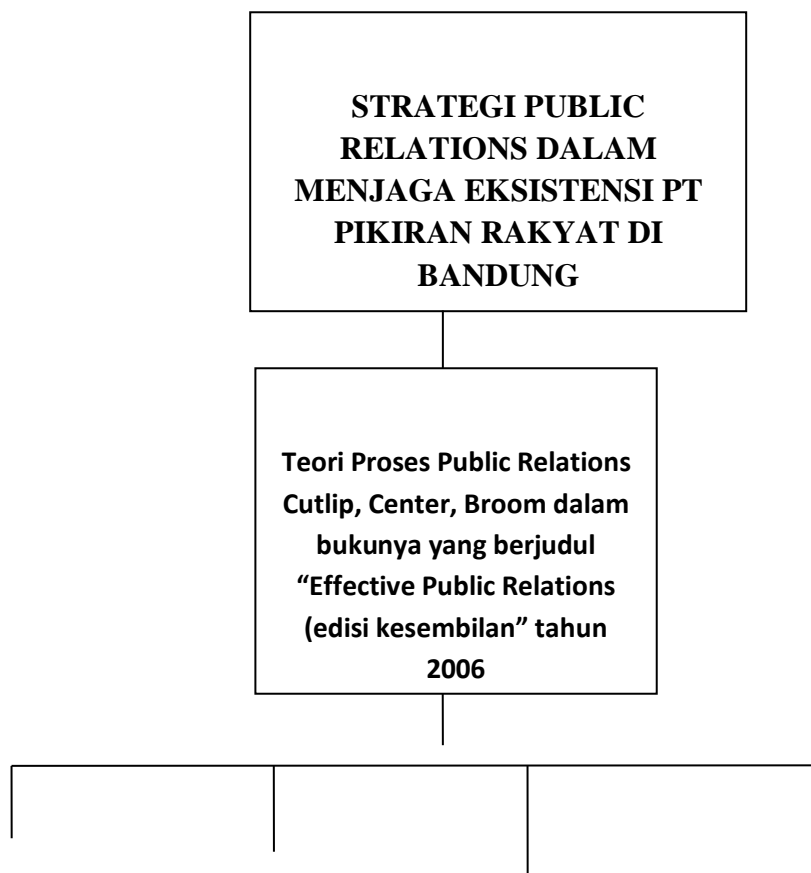 STRATEGI PUBLIC
RELATIONS DALAM
MENJAGA EKSISTENSI PT
PIKIRAN RAKYAT DI
BANDUNG
Teori Proses Public Relations
Cutlip, Center, Broom dalam
bukunya yang berjudul
“Effective Public Relations
(edisi kesembilan” tahun
2006